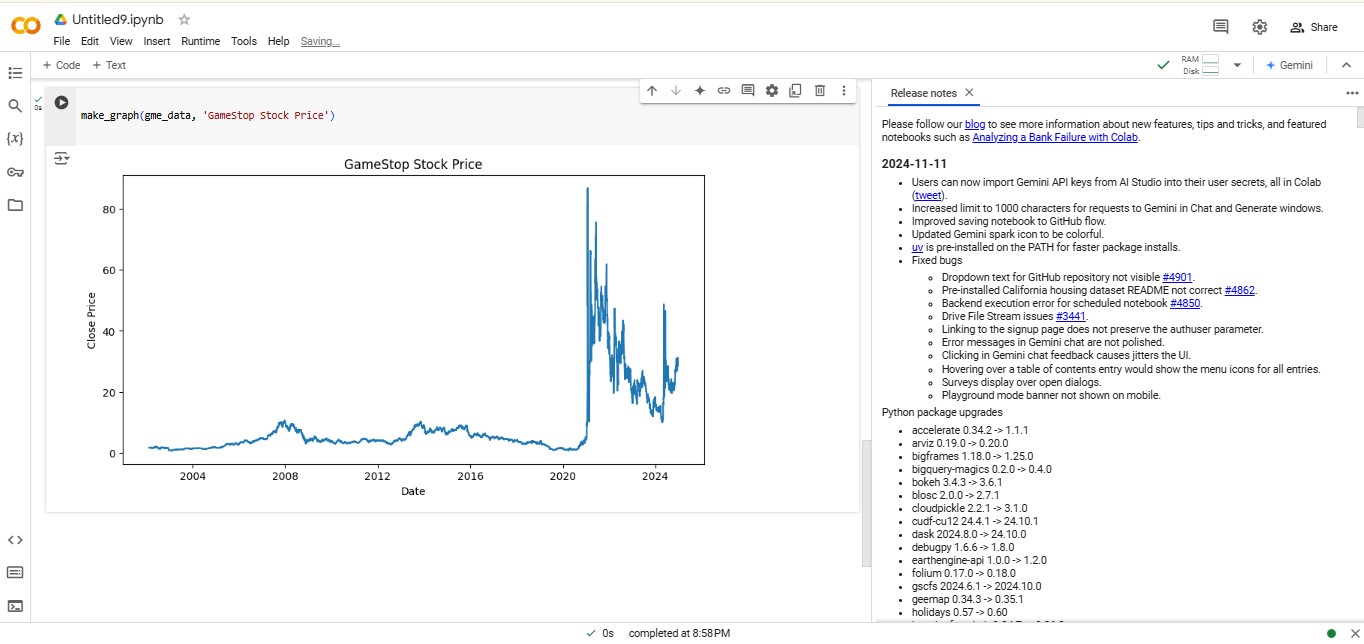 Untitled9.ipynb
File Edit View Insert Runtime Tools Help Saving...
Share
+ Code + Text
RAM
Disk
Gemini
{x}
0s
make_graph(gme_data, 'GameStop Stock Price')
GameStop Stock Price
Close Price
80
60
40
20
0
2004 2008 2012 2016 2020 2024
Date
Release notes
Please follow our blog to see more information about new features, tips and tricks, and featured
notebooks such as Analyzing a Bank Failure with Colab.
2024-11-11
• Users can now import Gemini API keys from AI Studio into their user secrets, all in Colab
(tweet).
• Increased limit to 1000 characters for requests to Gemini in Chat and Generate windows.
• Improved saving notebook to GitHub flow.
• Updated Gemini spark icon to be colorful.
• uv is pre-installed on the PATH for faster package installs.
• Fixed bugs
Dropdown text for GitHub repository not visible #4901.
Pre-installed California housing dataset README not correct #4862.
Backend execution error for scheduled notebook #4850.
Drive File Stream issues #3441.
Linking to the signup page does not preserve the authuser parameter.
Error messages in Gemini chat are not polished.
Clicking in Gemini chat feedback causes jitters the UI.
Hovering over a table of contents entry would show the menu icons for all entries.
Surveys display over open dialogs.
Playground mode banner not shown on mobile.
Python package upgrades
• accelerate 0.34.2 -> 1.1.1
• arviz 0.19.0 -> 0.20.0
• bigframes 1.18.0 -> 1.25.0
• bigquery-magics 0.2.0 -> 0.4.0
• bokeh 3.4.3 -> 3.6.1
• blosc 2.0.0 -> 2.7.1
• cloudpickle 2.2.1 -> 3.1.0
• cudf-cu12 24.4.1 -> 24.10.1
• dask 2024.8.0 -> 24.10.0
• debugpy 1.6.6 -> 1.8.0
• earthengine-api 1.0.0 -> 1.2.0
• folium 0.17.0 -> 0.18.0
• gscfs 2024.6.1 -> 2024.10.0
• geemap 0.34.3 -> 0.35.1
• holidays 0.57 -> 0.60
0s completed at 8:58 PM